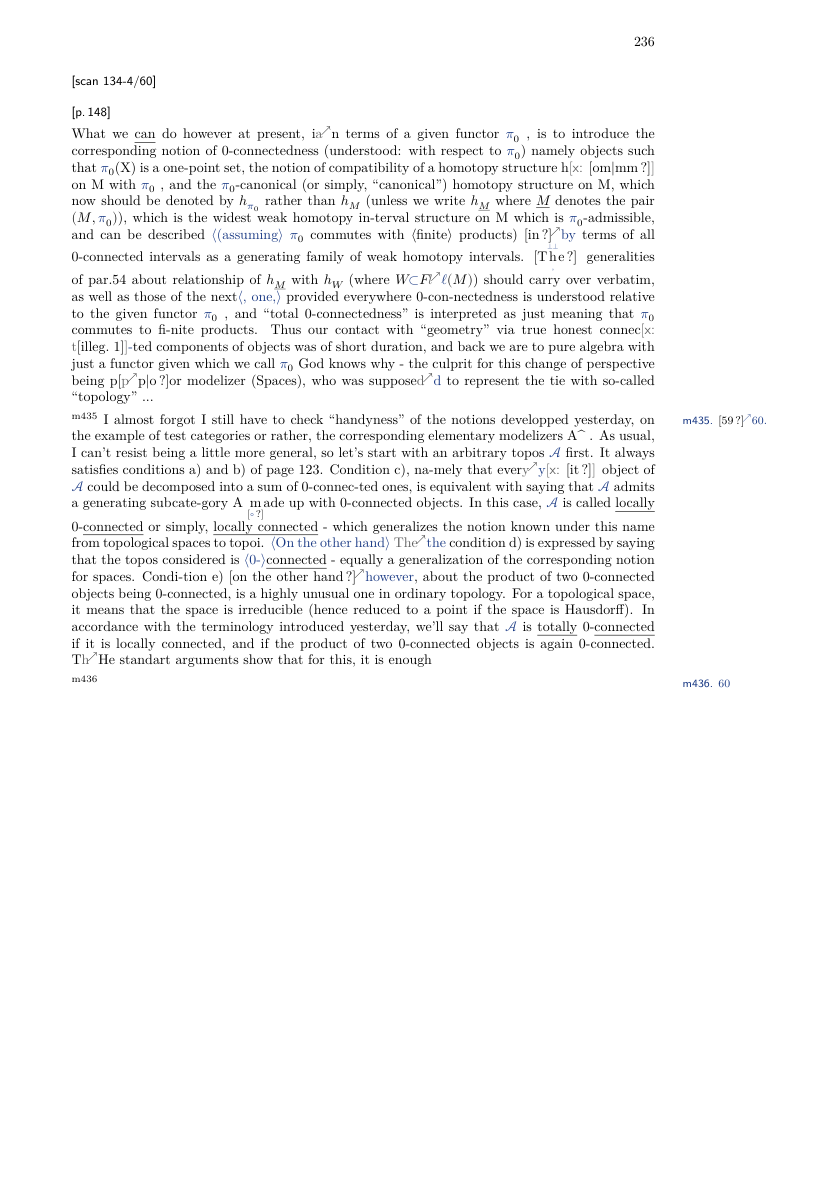 236
[scan 134-4/60]
[p. 148]
What we can do however at present, ia↗n terms of a given functor π₀ , is to introduce the
corresponding notion of 0-connectedness (understood: with respect to π₀) namely objects such
that π₀(X) is a one-point set, the notion of compatibility of a homotopy structure h[x: [om|mm ?]]
on M with π₀ , and the π₀-canonical (or simply, “canonical”) homotopy structure on M, which
now should be denoted by h_π₀ rather than h_M (unless we write h_M where M denotes the pair
(M, π₀)), which is the widest weak homotopy in-terval structure on M which is π₀-admissible,
and can be described ⟨(assuming⟩ π₀ commutes with ⟨finite⟩ products) [in ?]↗by terms of all
0-connected intervals as a generating family of weak homotopy intervals. [The ?] generalities
of par.54 about relationship of h_M with h_W (where W⊂Fl↗ℓ(M)) should carry over verbatim,
as well as those of the next⟨, one,⟩ provided everywhere 0-con-nectedness is understood relative
to the given functor π₀ , and “total 0-connectedness” is interpreted as just meaning that π₀
commutes to fi-nite products. Thus our contact with “geometry” via true honest connec[x:
t[illeg. 1]]-ted components of objects was of short duration, and back we are to pure algebra with
just a functor given which we call π₀ God knows why - the culprit for this change of perspective
being p[p↗p|o ?]or modelizer (Spaces), who was supposed↗d to represent the tie with so-called
“topology” ...
m435 I almost forgot I still have to check “handyness” of the notions developped yesterday, on
m435. [59 ?]↗60.
the example of test categories or rather, the corresponding elementary modelizers A^ . As usual,
I can’t resist being a little more general, so let’s start with an arbitrary topos 𝒜 first. It always
satisfies conditions a) and b) of page 123. Condition c), na-mely that every↗y[x: [it ?]] object of
𝒜 could be decomposed into a sum of 0-connec-ted ones, is equivalent with saying that 𝒜 admits
a generating subcate-gory A made up with 0-connected objects. In this case, 𝒜 is called locally
[◦ ?]
0-connected or simply, locally connected - which generalizes the notion known under this name
from topological spaces to topoi. ⟨On the other hand⟩ The↗the condition d) is expressed by saying
that the topos considered is ⟨0-⟩connected - equally a generalization of the corresponding notion
for spaces. Condi-tion e) [on the other hand ?]↗however, about the product of two 0-connected
objects being 0-connected, is a highly unusual one in ordinary topology. For a topological space,
it means that the space is irreducible (hence reduced to a point if the space is Hausdorff). In
accordance with the terminology introduced yesterday, we’ll say that 𝒜 is totally 0-connected
if it is locally connected, and if the product of two 0-connected objects is again 0-connected.
Th↗He standart arguments show that for this, it is enough
m436
m436. 60